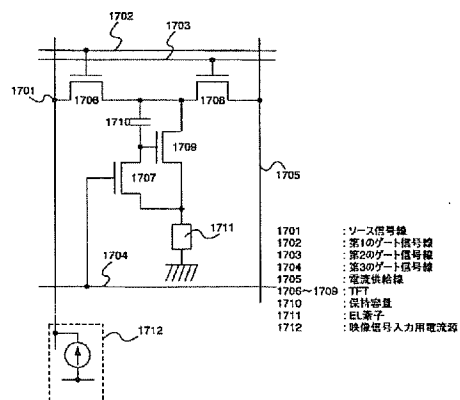 1702
1703
1701
1706
1708
1710
1709
1707
1705
1711
1704
1712
1701 : ソース信号線
1702 : 第1のゲート信号線
1703 : 第2のゲート信号線
1704 : 第3のゲート信号線
1705 : 電流供給線
1706～1709 : TFT
1710 : 保持容量
1711 : EL素子
1712 : 映像信号入力用電流源